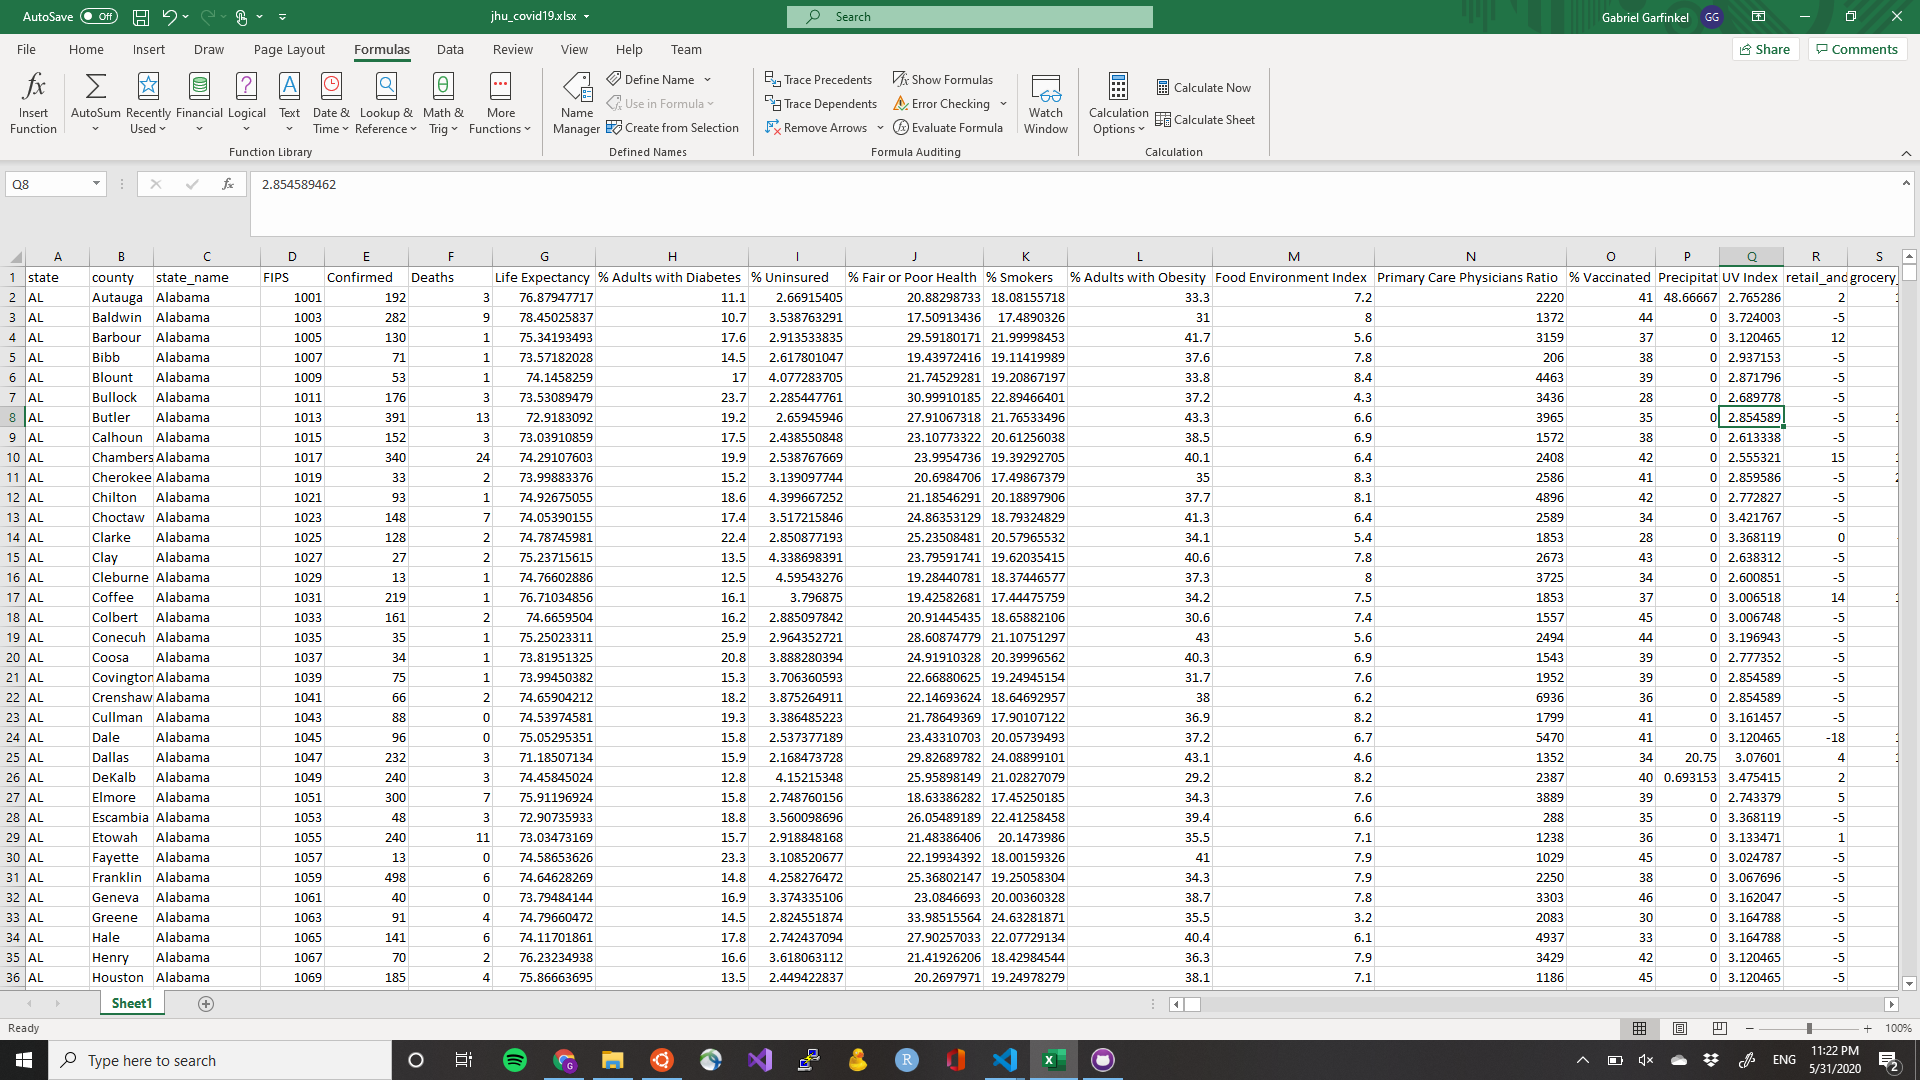 AutoSave Off jhu_covid19.xlsx Search Gabriel Garfinkel GG
File Home Insert Draw Page Layout Formulas Data Review View Help Team Share Comments
Insert Function
AutoSum
Recently Used
Financial
Logical
Text
Date & Time
Lookup & Reference
Math & Trig
More Functions
Function Library
Name Manager
Define Name
Use in Formula
Create from Selection
Defined Names
Trace Precedents
Trace Dependents
Remove Arrows
Show Formulas
Error Checking
Evaluate Formula
Formula Auditing
Watch Window
Calculation Options
Calculate Now
Calculate Sheet
Calculation
Q8 fx 2.854589462
A B C D E F G H I J K L M N O P Q R S
1 state county state_name FIPS Confirmed Deaths Life Expectancy % Adults with Diabetes % Uninsured % Fair or Poor Health % Smokers % Adults with Obesity Food Environment Index Primary Care Physicians Ratio % Vaccinated Precipitat UV Index retail_and grocery_
2 AL Autauga Alabama 1001 192 3 76.87947717 11.1 2.66915405 20.88298733 18.08155718 33.3 7.2 2220 41 48.66667 2.765286 2
3 AL Baldwin Alabama 1003 282 9 78.45025837 10.7 3.538763291 17.50913436 17.4890326 31 8 1372 44 0 3.724003 -5
4 AL Barbour Alabama 1005 130 1 75.34193493 17.6 2.913533835 29.59180171 21.99998453 41.7 5.6 3159 37 0 3.120465 12
5 AL Bibb Alabama 1007 71 1 73.57182028 14.5 2.617801047 19.43972416 19.11419989 37.6 7.8 206 38 0 2.937153 -5
6 AL Blount Alabama 1009 53 1 74.1458259 17 4.077283705 21.74529281 19.20867197 33.8 8.4 4463 39 0 2.871796 -5
7 AL Bullock Alabama 1011 176 3 73.53089479 23.7 2.285447761 30.99910185 22.89466401 37.2 4.3 3436 28 0 2.689778 -5
8 AL Butler Alabama 1013 391 13 72.9183092 19.2 2.65945946 27.91067318 21.76533496 43.3 6.6 3965 35 0 2.854589 -5
9 AL Calhoun Alabama 1015 152 3 73.03910859 17.5 2.438550848 23.10773322 20.61256038 38.5 6.9 1572 38 0 2.613338 -5
10 AL Chambers Alabama 1017 340 24 74.29107603 19.9 2.538767669 23.9954736 19.39292705 40.1 6.4 2408 42 0 2.555321 15
11 AL Cherokee Alabama 1019 33 2 73.99883376 15.2 3.139097744 20.6984706 17.49867379 35 8.3 2586 41 0 2.859586 -5
12 AL Chilton Alabama 1021 93 1 74.92675055 18.6 4.399667252 21.18546291 20.18897906 37.7 8.1 4896 42 0 2.772827 -5
13 AL Choctaw Alabama 1023 148 7 74.05390155 17.4 3.517215846 24.86353129 18.79324829 41.3 6.4 2589 34 0 3.421767 -5
14 AL Clarke Alabama 1025 128 2 74.78745981 22.4 2.850877193 25.23508481 20.57965532 34.1 5.4 1853 28 0 3.368119 0
15 AL Clay Alabama 1027 27 2 75.23715615 13.5 4.338698391 23.79591741 19.62035415 40.6 7.8 2673 43 0 2.638312 -5
16 AL Cleburne Alabama 1029 13 1 74.76602886 12.5 4.59543276 19.28440781 18.37446577 37.3 8 3725 34 0 2.600851 -5
17 AL Coffee Alabama 1031 219 1 76.71034856 16.1 3.796875 19.42582681 17.44475759 34.2 7.5 1853 37 0 3.006518 14
18 AL Colbert Alabama 1033 161 2 74.6659504 16.2 2.885097842 20.91445435 18.65882106 30.6 7.4 1557 45 0 3.006748 -5
19 AL Conecuh Alabama 1035 35 1 75.25023311 25.9 2.964352721 28.60874779 21.10751297 43 5.6 2494 44 0 3.196943 -5
20 AL Coosa Alabama 1037 34 1 73.81951325 20.8 3.888280394 24.91910328 20.39996562 40.3 6.9 1543 39 0 2.777352 -5
21 AL Covington Alabama 1039 75 1 73.99450382 15.3 3.706360593 22.66880625 19.24945154 31.7 7.6 1952 39 0 2.854589 -5
22 AL Crenshaw Alabama 1041 66 2 74.65904212 18.2 3.875264911 22.14693624 18.64692957 38 6.2 6936 36 0 2.854589 -5
23 AL Cullman Alabama 1043 88 0 74.53974581 19.3 3.386485223 21.78649369 17.90107122 36.9 8.2 1799 41 0 3.161457 -5
24 AL Dale Alabama 1045 96 0 75.05295351 15.8 2.537377189 23.43310703 20.05739493 37.2 6.7 5470 41 0 3.120465 -18
25 AL Dallas Alabama 1047 232 3 71.18507134 15.9 2.168473728 29.82689782 24.08899101 43.1 4.6 1352 34 20.75 3.07601 4
26 AL DeKalb Alabama 1049 240 3 74.45845024 12.8 4.15215348 25.95898149 21.02827079 29.2 8.2 2387 40 0.693153 3.475415 2
27 AL Elmore Alabama 1051 300 7 75.91196924 15.8 2.748760156 18.63386282 17.45250185 34.3 7.6 3889 39 0 2.743379 5
28 AL Escambia Alabama 1053 48 3 72.90735933 18.8 3.560098696 26.05489189 22.41258458 39.4 6.6 288 35 0 3.368119 -5
29 AL Etowah Alabama 1055 240 11 73.03473169 15.7 2.918848168 21.48386406 20.1473986 35.5 7.1 1238 36 0 3.133471 1
30 AL Fayette Alabama 1057 13 0 74.58653626 23.3 3.108520677 22.19934392 18.00159326 41 7.9 1029 45 0 3.024787 -5
31 AL Franklin Alabama 1059 498 6 74.64628269 14.8 4.258276472 25.36802147 19.25058304 34.3 7.9 2250 38 0 3.067696 -5
32 AL Geneva Alabama 1061 40 0 73.79484144 16.9 3.374335106 23.0846693 20.00360328 38.7 7.8 3303 46 0 3.162047 -5
33 AL Greene Alabama 1063 91 4 74.79660472 14.5 2.824551874 33.98515564 24.63281871 35.5 3.2 2083 30 0 3.164788 -5
34 AL Hale Alabama 1065 141 6 74.11701861 17.8 2.742437094 27.90257033 22.07729134 40.4 6.1 4937 33 0 3.164788 -5
35 AL Henry Alabama 1067 70 2 76.23234938 16.6 3.618063112 21.41926206 18.42984544 36.3 7.9 3429 42 0 3.120465 -5
36 AL Houston Alabama 1069 185 4 75.86663695 13.5 2.449422837 20.2697971 19.24978279 38.1 7.1 1186 45 0 3.120465 -5
Sheet1
Ready 100%
Type here to search ENG 11:22 PM
5/31/2020 2